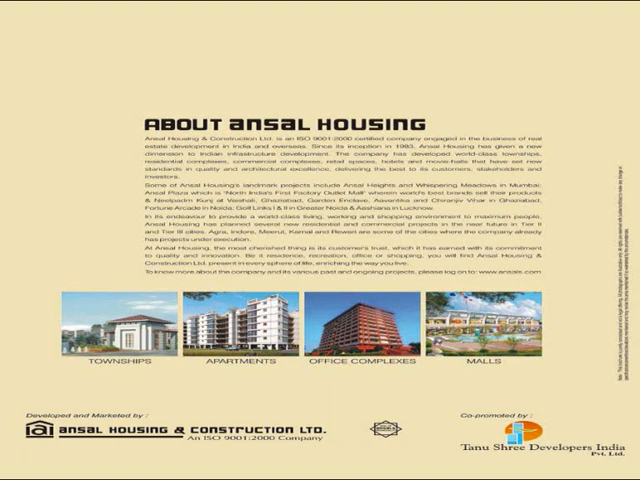 ABOUT ansal HOUSING
Ansal Housing & Construction Ltd. is an ISO 9001:2000 certified company engaged in the business of real
estate development in India and overseas. Since its inception in 1983, Ansal Housing has given a new
dimension to Indian infrastructure development. The company has developed world-class townships,
residential complexes, commercial complexes, retail spaces, hotels and movie-halls that have set new
standards in quality and architectural excellence, delivering the best to its customers, stakeholders and
investors.
Some of Ansal Housing's landmark projects include Ansal Heights and Whispering Meadows in Mumbai;
Ansal Plaza which is 'North India's First Factory Outlet Mall' wherein world's best brands sell their products
& Neelpadm Kunj at Vaishali, Ghaziabad, Gorden Enclave, Aavantika and Chiranjiv Vihar in Ghaziabad,
Fortune Arcade in Noida; Golf Links I & II in Greater Noida & Aashiana in Lucknow.
In its endeavour to provide a world-class living, working and shopping environment to maximum people,
Ansal Housing has planned several new residential and commercial projects in the near future in Tier II
and Tier III cities. Agra, Indore, Meerut, Karnal and Rewari are some of the cities where the company already
has projects under execution.
At Ansal Housing, the most cherished thing is its customer's trust, which it has earned with its commitment
to quality and innovation. Be it residence, recreation, office or shopping, you will find Ansal Housing &
Construction Ltd. present in every sphere of life, enriching the way you live.
To know more about the company and its various past and ongoing projects, please log on to: www.ansals.com
TOWNSHIPS
APARTMENTS
OFFICE COMPLEXES
MALLS
Developed and Marketed by :
ansal HOUSING & CONSTRUCTION LTD.
An ISO 9001:2000 Company
Co-promoted by :
Tanu Shree Developers India
Pvt. Ltd.